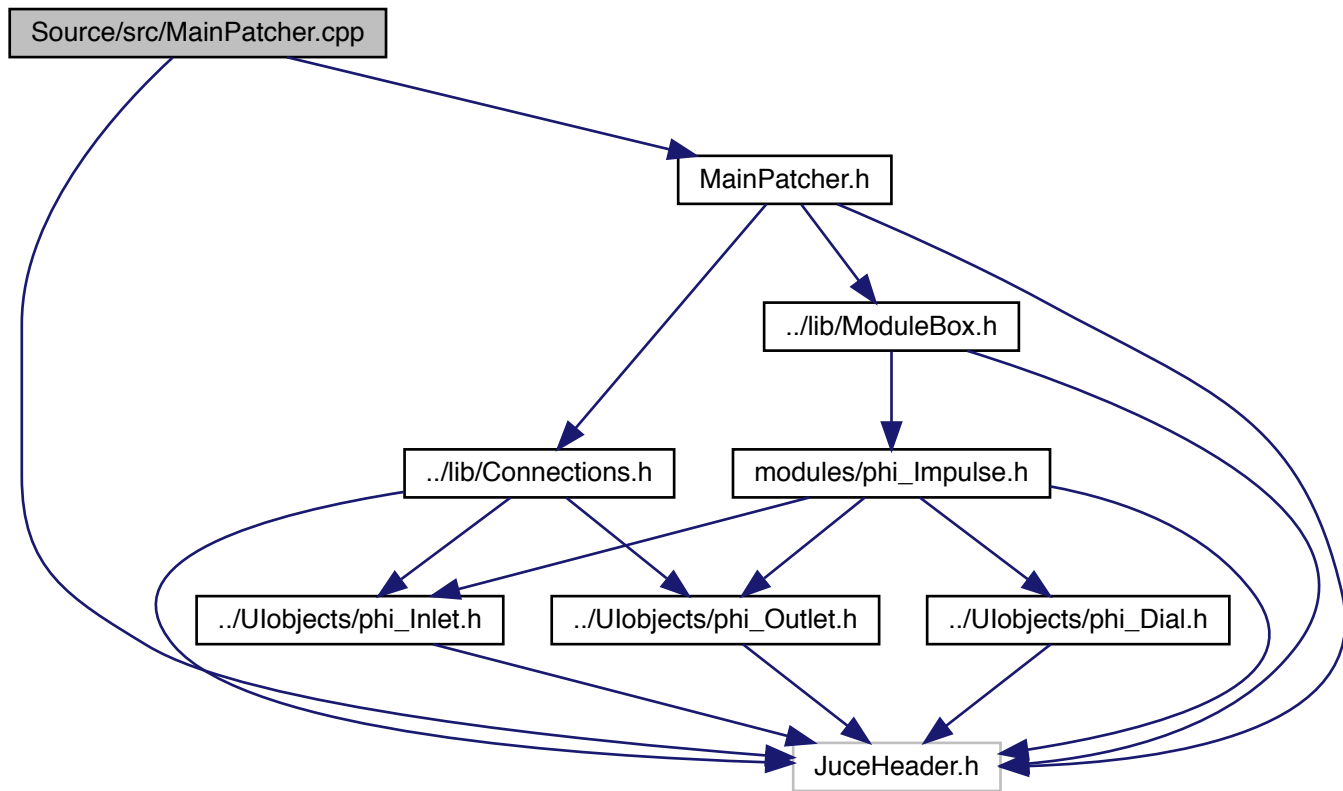 Source/src/MainPatcher.cpp
MainPatcher.h
../lib/ModuleBox.h
../lib/Connections.h
modules/phi_Impulse.h
../UIobjects/phi_Inlet.h
../UIobjects/phi_Outlet.h
../UIobjects/phi_Dial.h
JuceHeader.h